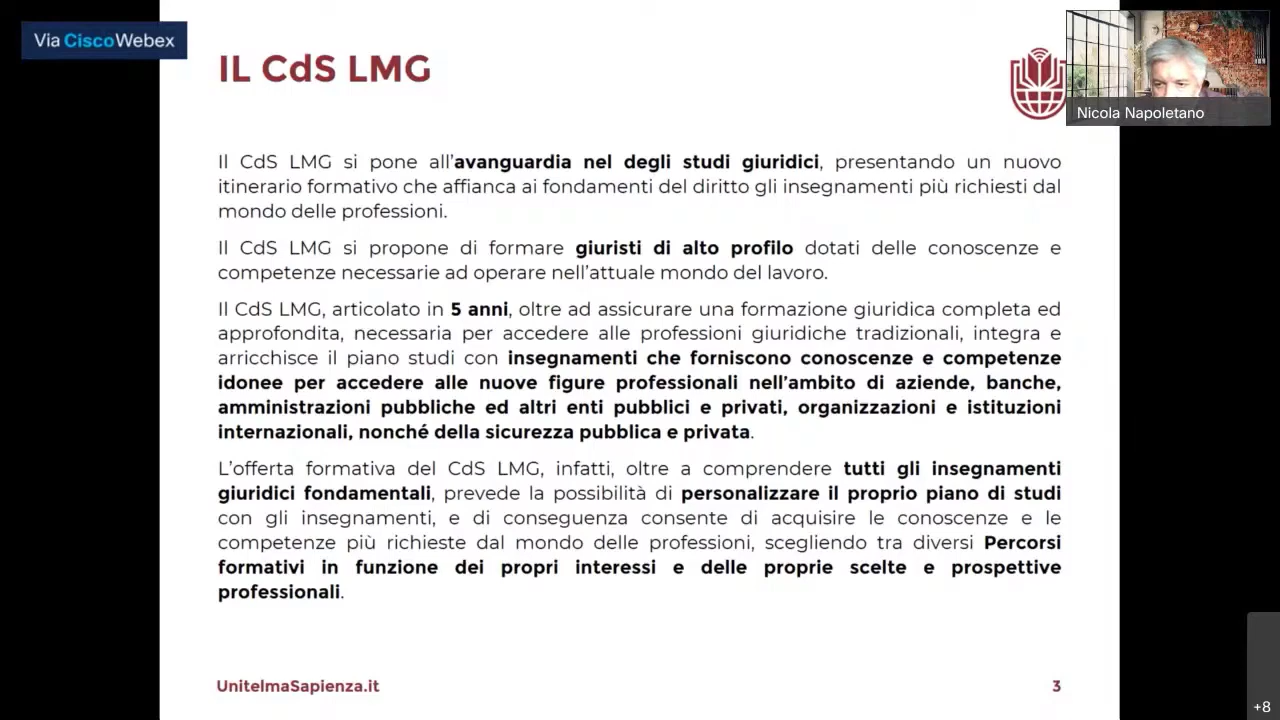 Via CiscoWebex
IL CdS LMG
Nicola Napoletano
Il CdS LMG si pone all’avanguardia nel degli studi giuridici, presentando un nuovo
itinerario formativo che affianca ai fondamenti del diritto gli insegnamenti più richiesti dal
mondo delle professioni.
Il CdS LMG si propone di formare giuristi di alto profilo dotati delle conoscenze e
competenze necessarie ad operare nell’attuale mondo del lavoro.
Il CdS LMG, articolato in 5 anni, oltre ad assicurare una formazione giuridica completa ed
approfondita, necessaria per accedere alle professioni giuridiche tradizionali, integra e
arricchisce il piano studi con insegnamenti che forniscono conoscenze e competenze
idonee per accedere alle nuove figure professionali nell’ambito di aziende, banche,
amministrazioni pubbliche ed altri enti pubblici e privati, organizzazioni e istituzioni
internazionali, nonché della sicurezza pubblica e privata.
L’offerta formativa del CdS LMG, infatti, oltre a comprendere tutti gli insegnamenti
giuridici fondamentali, prevede la possibilità di personalizzare il proprio piano di studi
con gli insegnamenti, e di conseguenza consente di acquisire le conoscenze e le
competenze più richieste dal mondo delle professioni, scegliendo tra diversi Percorsi
formativi in funzione dei propri interessi e delle proprie scelte e prospettive
professionali.
UnitelmaSapienza.it
3
+8